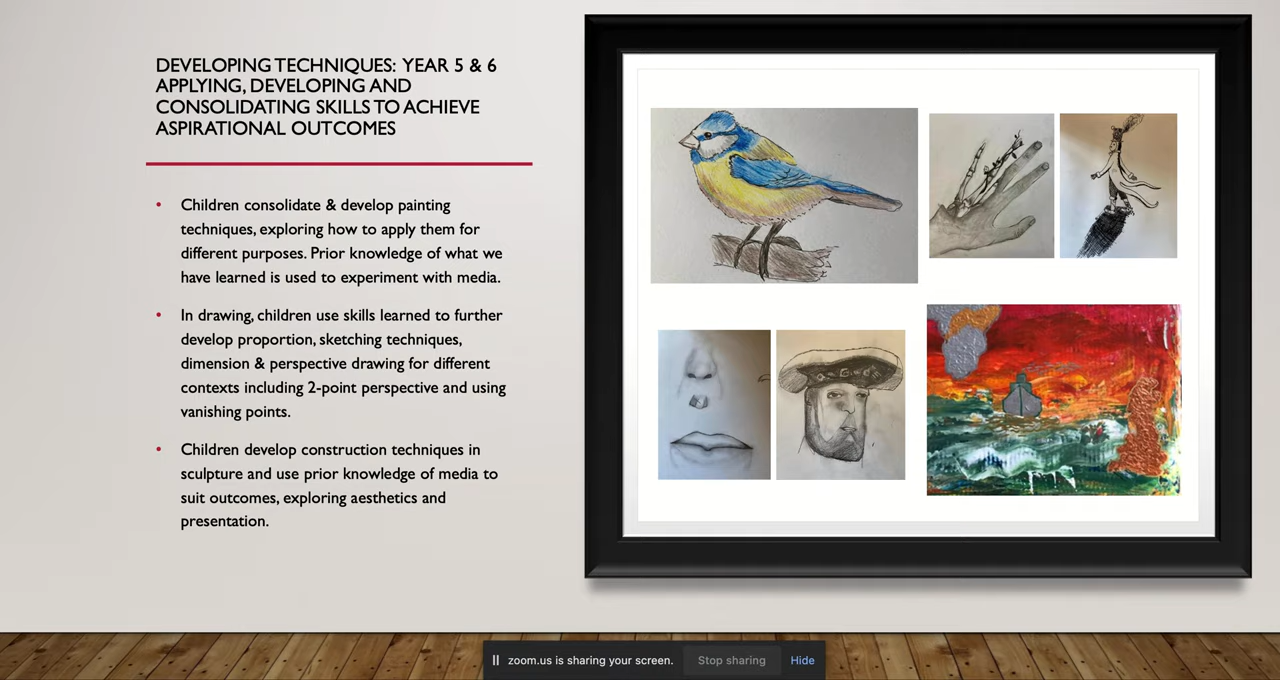 DEVELOPING TECHNIQUES: YEAR 5 & 6
APPLYING, DEVELOPING AND
CONSOLIDATING SKILLS TO ACHIEVE
ASPIRATIONAL OUTCOMES
• Children consolidate & develop painting
techniques, exploring how to apply them for
different purposes. Prior knowledge of what we
have learned is used to experiment with media.
• In drawing, children use skills learned to further
develop proportion, sketching techniques,
dimension & perspective drawing for different
contexts including 2-point perspective and using
vanishing points.
• Children develop construction techniques in
sculpture and use prior knowledge of media to
suit outcomes, exploring aesthetics and
presentation.
zoom.us is sharing your screen.
Stop sharing
Hide